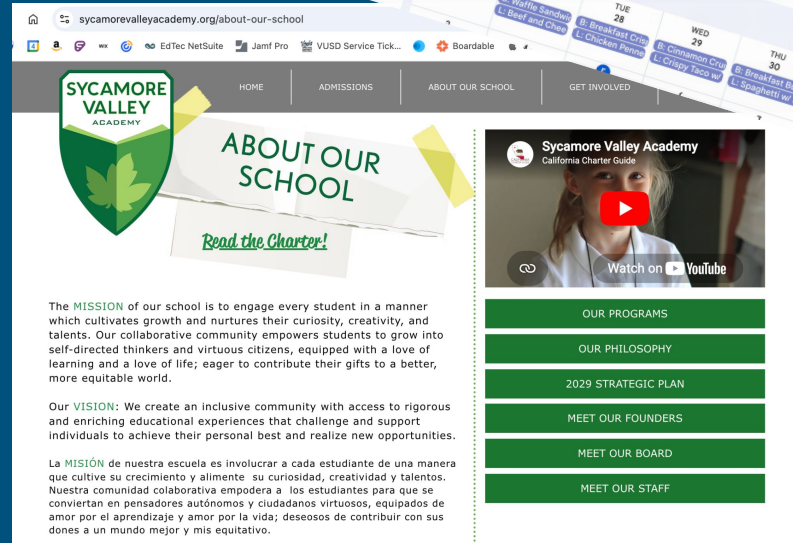 sycamorevalleyacademy.org/about-our-school
EdTec NetSuite
Jamf Pro
VUSD Service Tick...
Boardable
TUE
28
WED
29
THU
30
Waffle Sandwi
L: Beef and Chee
B: Breakfast Cris
L: Chicken Penne
B: Cinnamon Cru
L: Crispy Taco w/
B: Breakfast Bu
L: Spaghetti w/
SYCAMORE
VALLEY
ACADEMY
HOME
ADMISSIONS
ABOUT OUR SCHOOL
GET INVOLVED
ABOUT OUR
SCHOOL
Read the Charter!
Sycamore Valley Academy
California Charter Guide
Watch on YouTube
The MISSION of our school is to engage every student in a manner
which cultivates growth and nurtures their curiosity, creativity, and
talents. Our collaborative community empowers students to grow into
self-directed thinkers and virtuous citizens, equipped with a love of
learning and a love of life; eager to contribute their gifts to a better,
more equitable world.
Our VISION: We create an inclusive community with access to rigorous
and enriching educational experiences that challenge and support
individuals to achieve their personal best and realize new opportunities.
La MISIÓN de nuestra escuela es involucrar a cada estudiante de una manera
que cultive su crecimiento y alimente su curiosidad, creatividad y talentos.
Nuestra comunidad colaborativa empodera a los estudiantes para que se
conviertan en pensadores autónomos y ciudadanos virtuosos, equipados de
amor por el aprendizaje y amor por la vida; deseosos de contribuir con sus
dones a un mundo mejor y mis equitativo.
OUR PROGRAMS
OUR PHILOSOPHY
2029 STRATEGIC PLAN
MEET OUR FOUNDERS
MEET OUR BOARD
MEET OUR STAFF